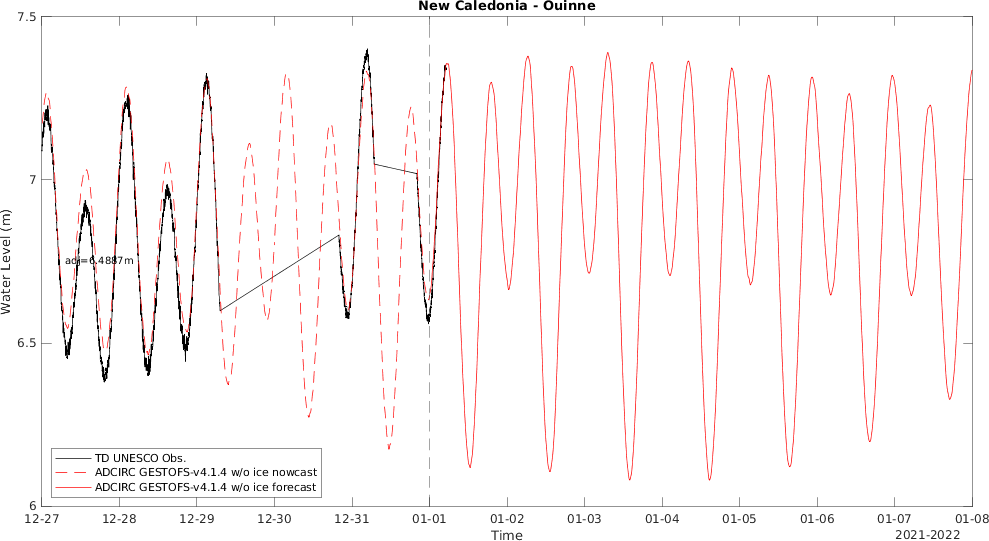 New Caledonia - Ouinne
7.5
7
6.5
6
Water Level (m)
adj=6.4887m
TD UNESCO Obs.
ADCIRC GESTOFS-v4.1.4 w/o ice nowcast
ADCIRC GESTOFS-v4.1.4 w/o ice forecast
12-27 12-28 12-29 12-30 12-31 01-01 01-02 01-03 01-04 01-05 01-06 01-07 01-08
Time
2021-2022